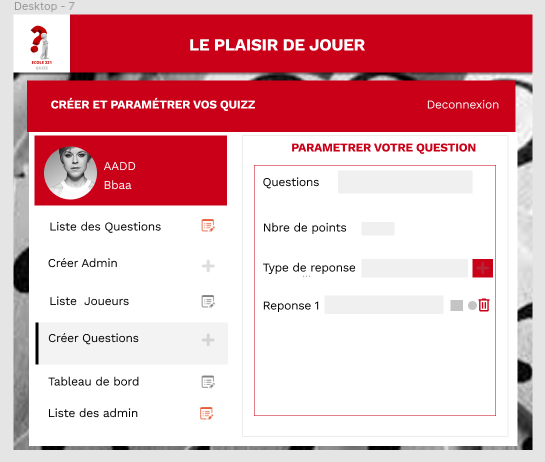 Desktop - 7
ECOLE 221
LE PLAISIR DE JOUER
CRÉER ET PARAMÉTRER VOS QUIZZ
Deconnexion
AADD
Bbaa
Liste des Questions
Créer Admin
Liste Joueurs
Créer Questions
Tableau de bord
Liste des admin
PARAMETRER VOTRE QUESTION
Questions
Nbre de points
Type de reponse
Reponse 1